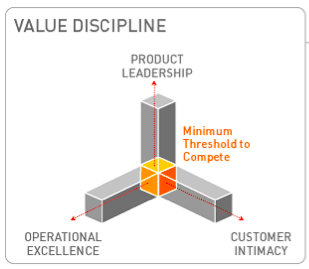 VALUE DISCIPLINE
PRODUCT
LEADERSHIP
Minimum
Threshold to
Compete
OPERATIONAL
EXCELLENCE
CUSTOMER
INTIMACY